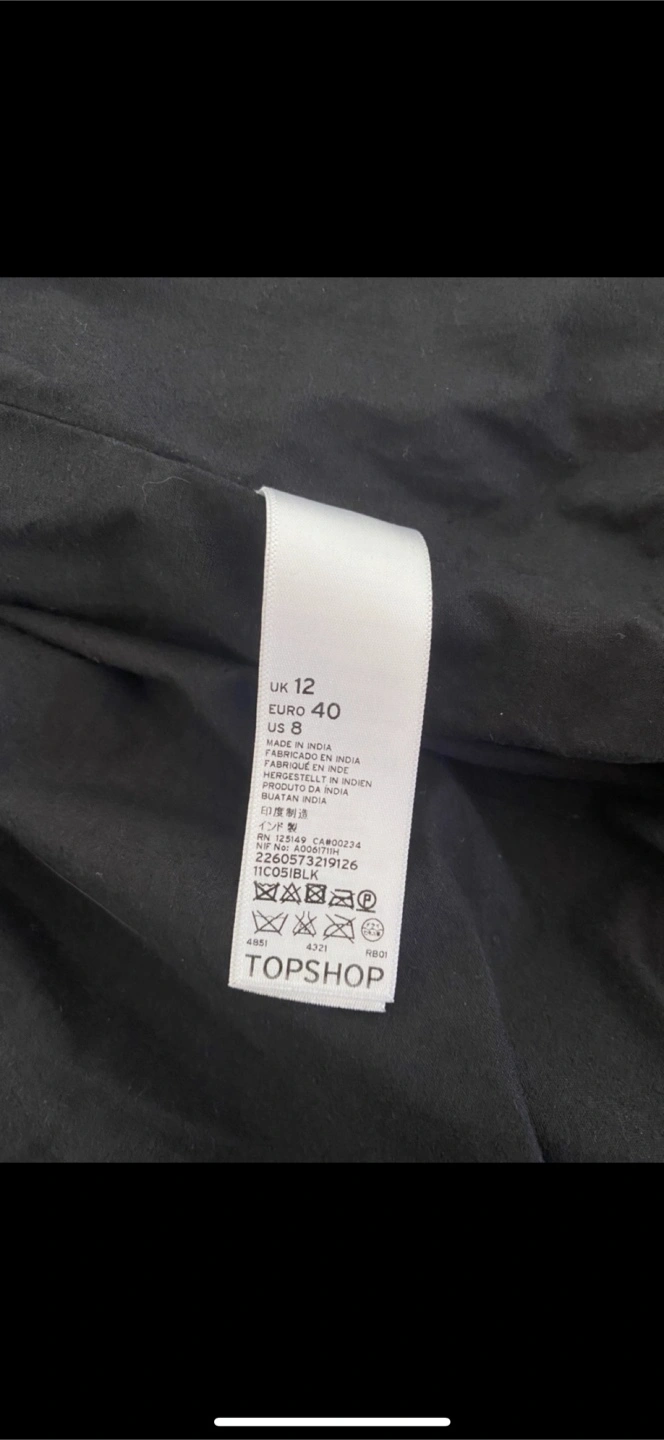 UK 12
EURO 40
US 8
MADE IN INDIA
FABRICADO EN INDIA
FABRIQUÉ EN INDE
HERGESTELLT IN INDIEN
PRODUTO DA ÍNDIA
BUATAN INDIA
印度制造
インド 製
RN 125149 CA#00234
NIF No: A0061711H
2260573219126
11C05IBLK
P
4851 4321 RB01
TOPSHOP